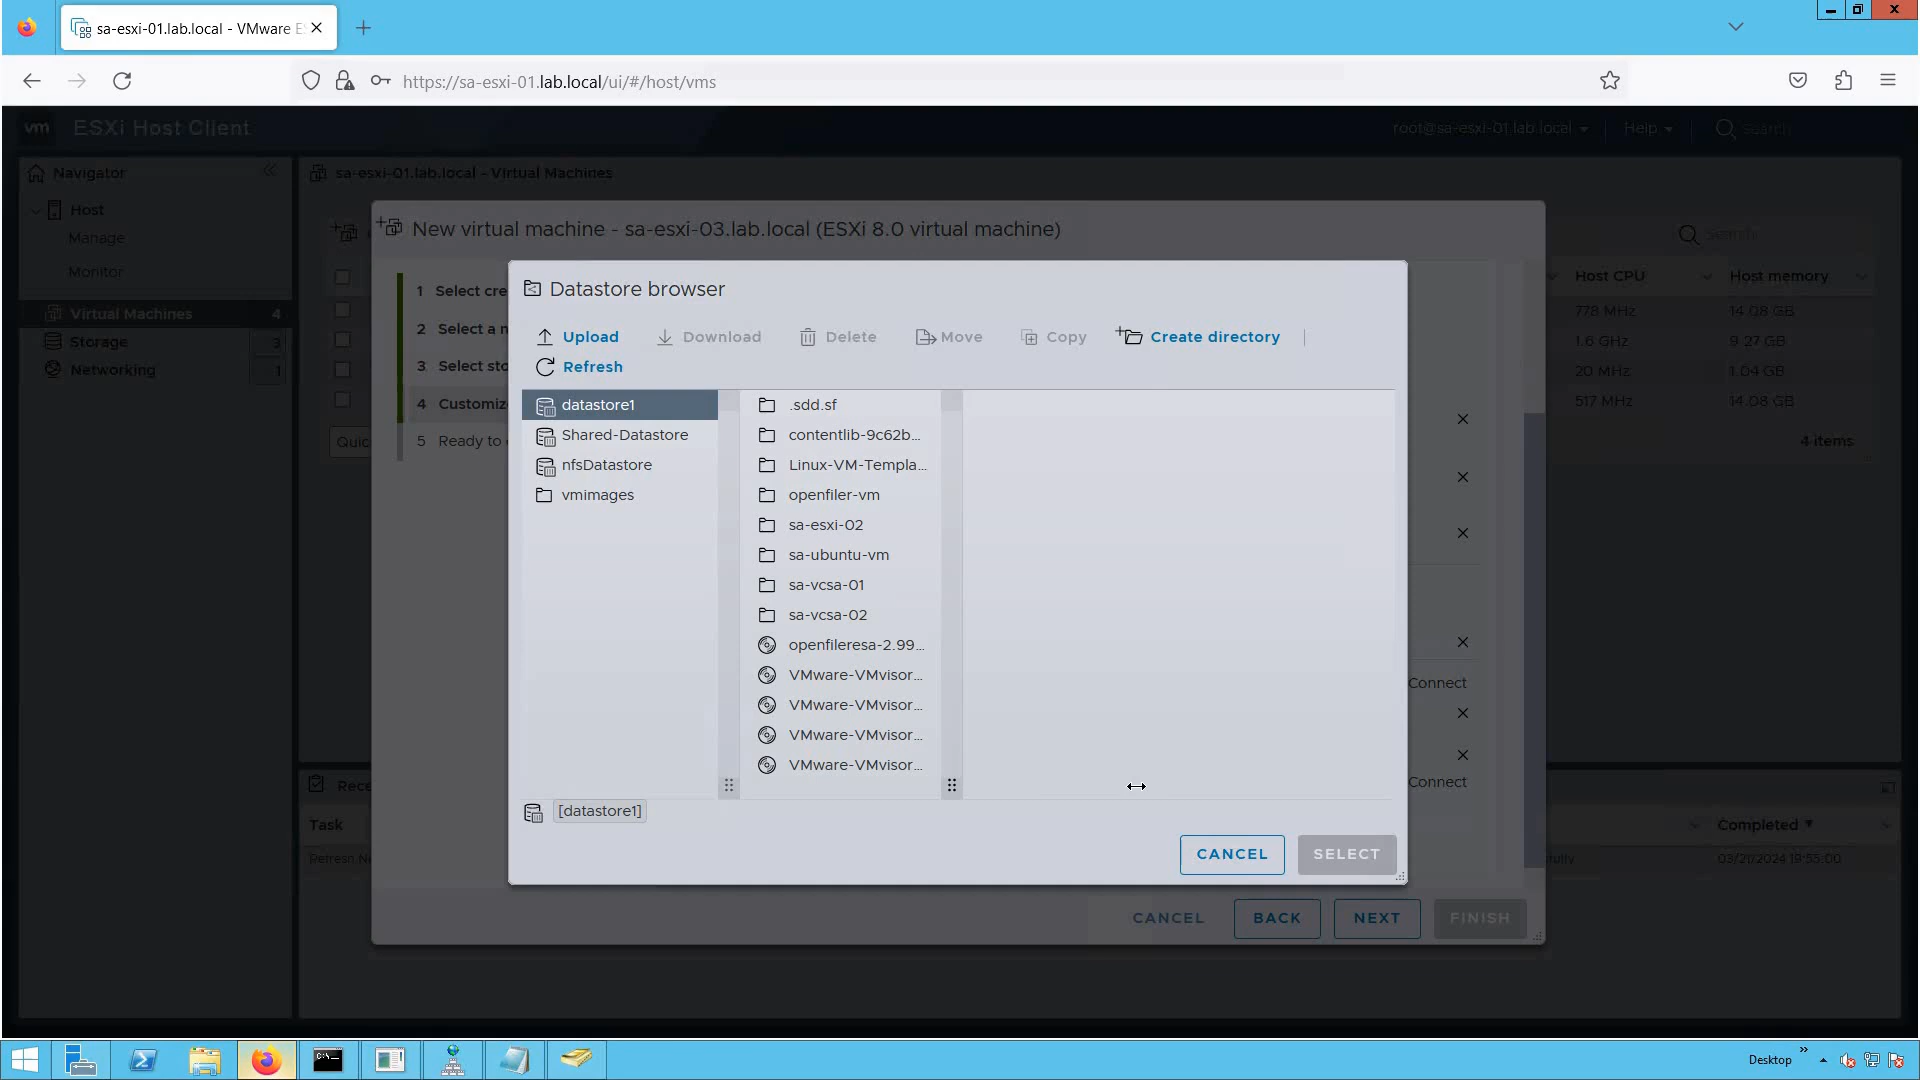 sa-esxi-01.lab.local - VMware ES
https://sa-esxi-01.lab.local/ui/#/host/vms
vm ESXi Host Client
root@sa-esxi-01.lab.local
Help
Search
Navigator
sa-esxi-01.lab.local - Virtual Machines
Host
Manage
Monitor
Virtual Machines 4
Storage 3
Networking 1
New virtual machine - sa-esxi-03.lab.local (ESXi 8.0 virtual machine)
Search
Host CPU
Host memory
778 MHz 14.08 GB
1.6 GHz 9.27 GB
20 MHz 1.04 GB
517 MHz 14.08 GB
Quic
4 items
1 Select cre
2 Select a n
3 Select sto
4 Customiz
5 Ready to
Datastore browser
Upload
Download
Delete
Move
Copy
Create directory
Refresh
datastore1
Shared-Datastore
nfsDatastore
vmimages
.sdd.sf
contentlib-9c62b...
Linux-VM-Templa...
openfiler-vm
sa-esxi-02
sa-ubuntu-vm
sa-vcsa-01
sa-vcsa-02
openfileresa-2.99...
VMware-VMvisor...
VMware-VMvisor...
VMware-VMvisor...
VMware-VMvisor...
[datastore1]
CANCEL
SELECT
Connect
Connect
CANCEL
BACK
NEXT
FINISH
Rece
Task
Completed
Refresh Ne
fully
03/21/2024 19:55:00
Desktop